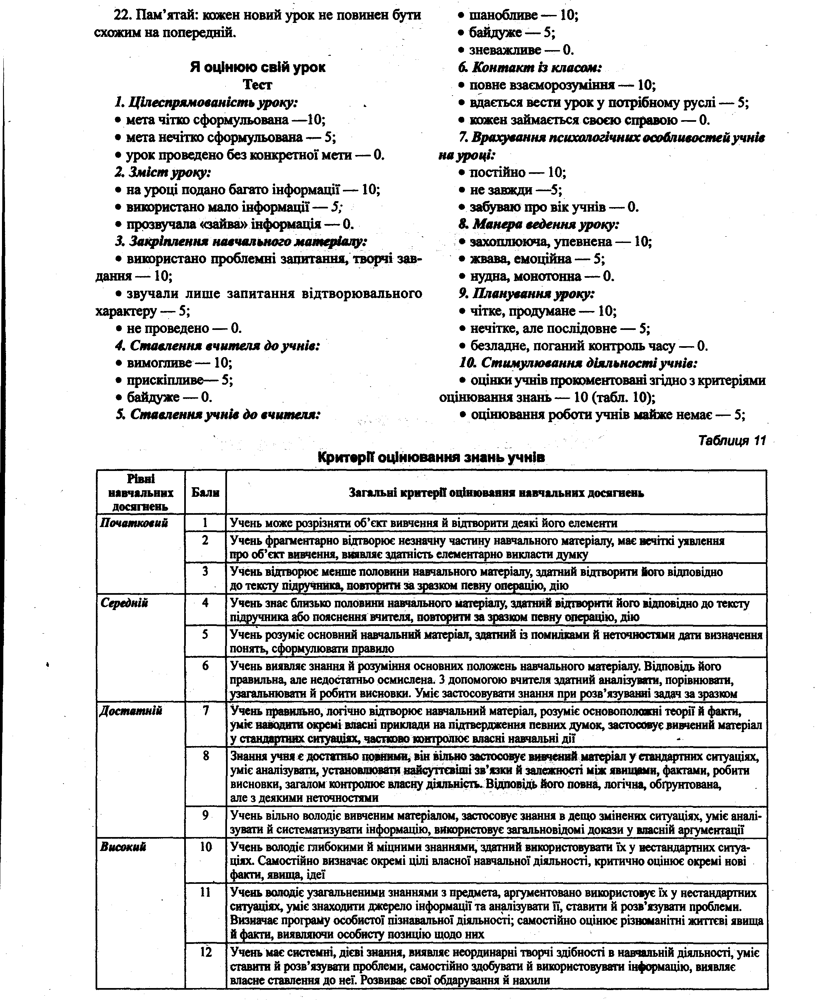 22. Пам’ятай: кожен новий урок не повинен бути
схожим на попередній.
Я оцінюю свій урок
Тест
1. Цілеспрямованість уроку:
• мета чітко сформульована —10;
• мета нечітко сформульована — 5;
• урок проведено без конкретної мети — 0.
2. Зміст уроку:
• на уроці подано багато інформації — 10;
• використано мало інформації — 5;
• прозвучала «зайва» інформація — 0.
3. Закріплення навчального матеріалу:
• використано проблемні запитання, творчі зав-
дання — 10;
• звучали лише запитання відтворювального
характеру — 5;
• не проведено — 0.
4. Ставлення вчителя до учнів:
• вимогливе — 10;
• прискіпливе— 5;
• байдуже — 0.
5. Ставлення учнів до вчителя:
• шанобливе — 10;
• байдуже — 5;
• зневажливе — 0.
6. Контакт із класом:
• повне взаєморозуміння — 10;
• вдається вести урок у потрібному руслі — 5;
• кожен займається своєю справою — 0.
7. Врахування психологічних особливостей учнів
на уроці:
• постійно — 10;
• не завжди —5;
• забуваю про вік учнів — 0.
8. Манера ведення уроку:
• захоплююча, упевнена — 10;
• жвава, емоційна — 5;
• нудна, монотонна — 0.
9. Планування уроку:
• чітке, продумане — 10;
• нечітке, але послідовне — 5;
• безладне, поганий контроль часу — 0.
10. Стимулювання діяльності учнів:
• оцінки учнів прокоментовані згідно з критеріями
оцінювання знань — 10 (табл. 10);
• оцінювання роботи учнів майже немає — 5;
Таблиця 11
Критерії оцінювання знань учнів
Рівні
навчальних
досягнень
Бали
Загальні критерії оцінювання навчальних досягнень
Початковий
1
Учень може розрізняти об’єкт вивчення й відтворити деякі його елементи
2
Учень фрагментарно відтворює незначну частину навчального матеріалу, має нечіткі уявлення
про об’єкт вивчення, виявляє здатність елементарно викласти думку
3
Учень відтворює менше половини навчального матеріалу, здатний відтворити його відповідно
до тексту підручника, повторити за зразком певну операцію, дію
Середній
4
Учень знає близько половини навчального матеріалу, здатний відтворити його відповідно до тексту
підручника або пояснення вчителя, повторити за зразком певну операцію, дію
5
Учень розуміє основний навчальний матеріал, здатний із помилками й неточностями дати визначення
понять, сформулювати правило
6
Учень виявляє знання й розуміння основних положень навчального матеріалу. Відповідь його
правильна, але недостатньо осмислена. З допомогою вчителя здатний аналізувати, порівнювати,
узагальнювати й робити висновки. Уміє застосовувати знання при розв’язуванні задач за зразком
Достатній
7
Учень правильно, логічно відтворює навчальний матеріал, розуміє основоположні теорії й факти,
уміє наводити окремі власні приклади на підтвердження певних думок, застосовує вивчений матеріал
у стандартних ситуаціях, частково контролює власні навчальні дії
8
Знання учня є достатньо повними, він вільно застосовує вивчений матеріал у стандартних ситуаціях,
уміє аналізувати, установлювати найсуттєвіші зв’язки й залежності між явищами, фактами, робити
висновки, загалом контролює власну діяльність. Відповідь його повна, логічна, обґрунтована,
але з деякими неточностями
9
Учень вільно володіє вивченим матеріалом, застосовує знання в дещо змінених ситуаціях, уміє аналі-
зувати й систематизувати інформацію, використовує загальновідомі докази у власній аргументації
Високий
10
Учень володіє глибокими й міцними знаннями, здатний використовувати їх у нестандартних ситуа-
ціях. Самостійно визначає окремі цілі власної навчальної діяльності, критично оцінює окремі нові
факти, явища, ідеї
11
Учень володіє узагальненими знаннями з предмета, аргументовано використовує їх у нестандартних
ситуаціях, уміє знаходити джерело інформації та аналізувати її, ставити й розв’язувати проблеми.
Визначає програму особистої пізнавальної діяльності; самостійно оцінює різноманітні життєві явища
й факти, виявляючи особисту позицію щодо них
12
Учень має системні, дієві знання, виявляє неординарні творчі здібності в навчальній діяльності, уміє
ставити й розв’язувати проблеми, самостійно здобувати й використовувати інформацію, виявляє
власне ставлення до неї. Розвиває свої обдарування й нахили